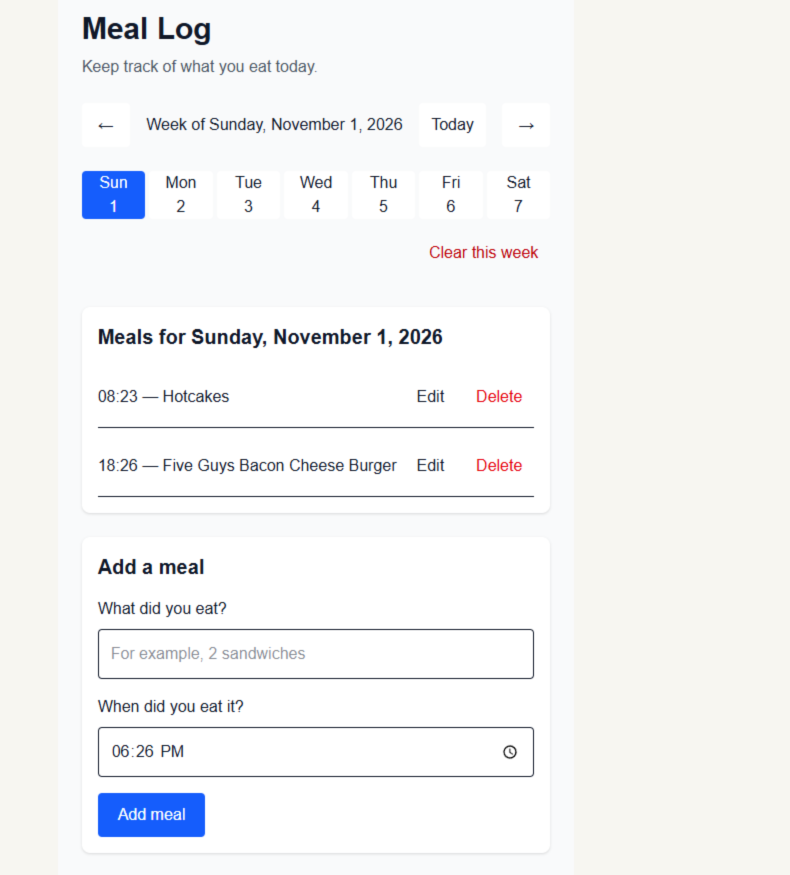 Meal Log
Keep track of what you eat today.
← Week of Sunday, November 1, 2026 Today →
Sun Mon Tue Wed Thu Fri Sat
1 2 3 4 5 6 7
Clear this week
Meals for Sunday, November 1, 2026
08:23 — Hotcakes Edit Delete
18:26 — Five Guys Bacon Cheese Burger Edit Delete
Add a meal
What did you eat?
For example, 2 sandwiches
When did you eat it?
06:26 PM
Add meal